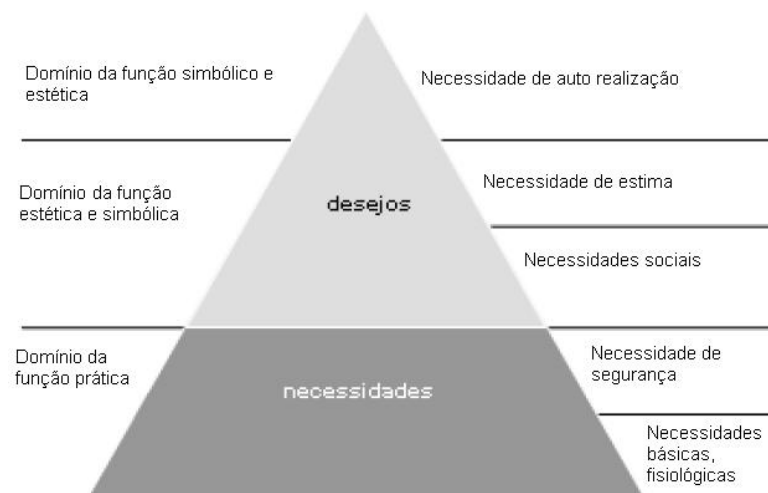 Domínio da função simbólico e
estética
Necessidade de auto realização
Domínio da função
estética e simbólica
desejos
Necessidade de estima
Necessidades sociais
Domínio da
função prática
necessidades
Necessidade de
segurança
Necessidades
básicas,
fisiológicas